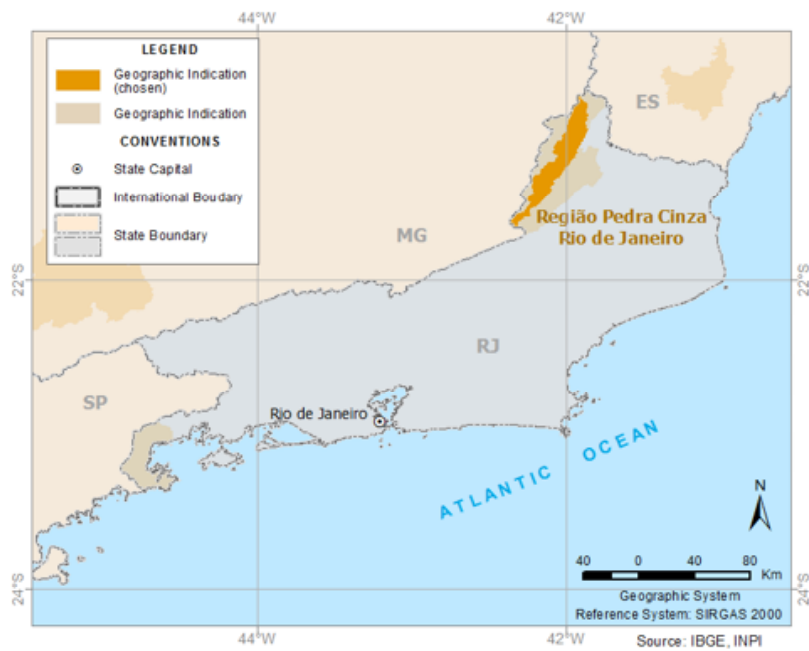 44°W
42°W
LEGEND
Geographic Indication
(chosen)
Geographic Indication
CONVENTIONS
State Capital
International Boudary
State Boundary
ES
MG
Região Pedra Cinza
Rio de Janeiro
22°S
22°S
RJ
SP
Rio de Janeiro
ATLANTIC OCEAN
N
40 0 40 80
Km
Geographic System
Reference System: SIRGAS 2000
24°S
24°S
44°W
42°W
Source: IBGE, INPI